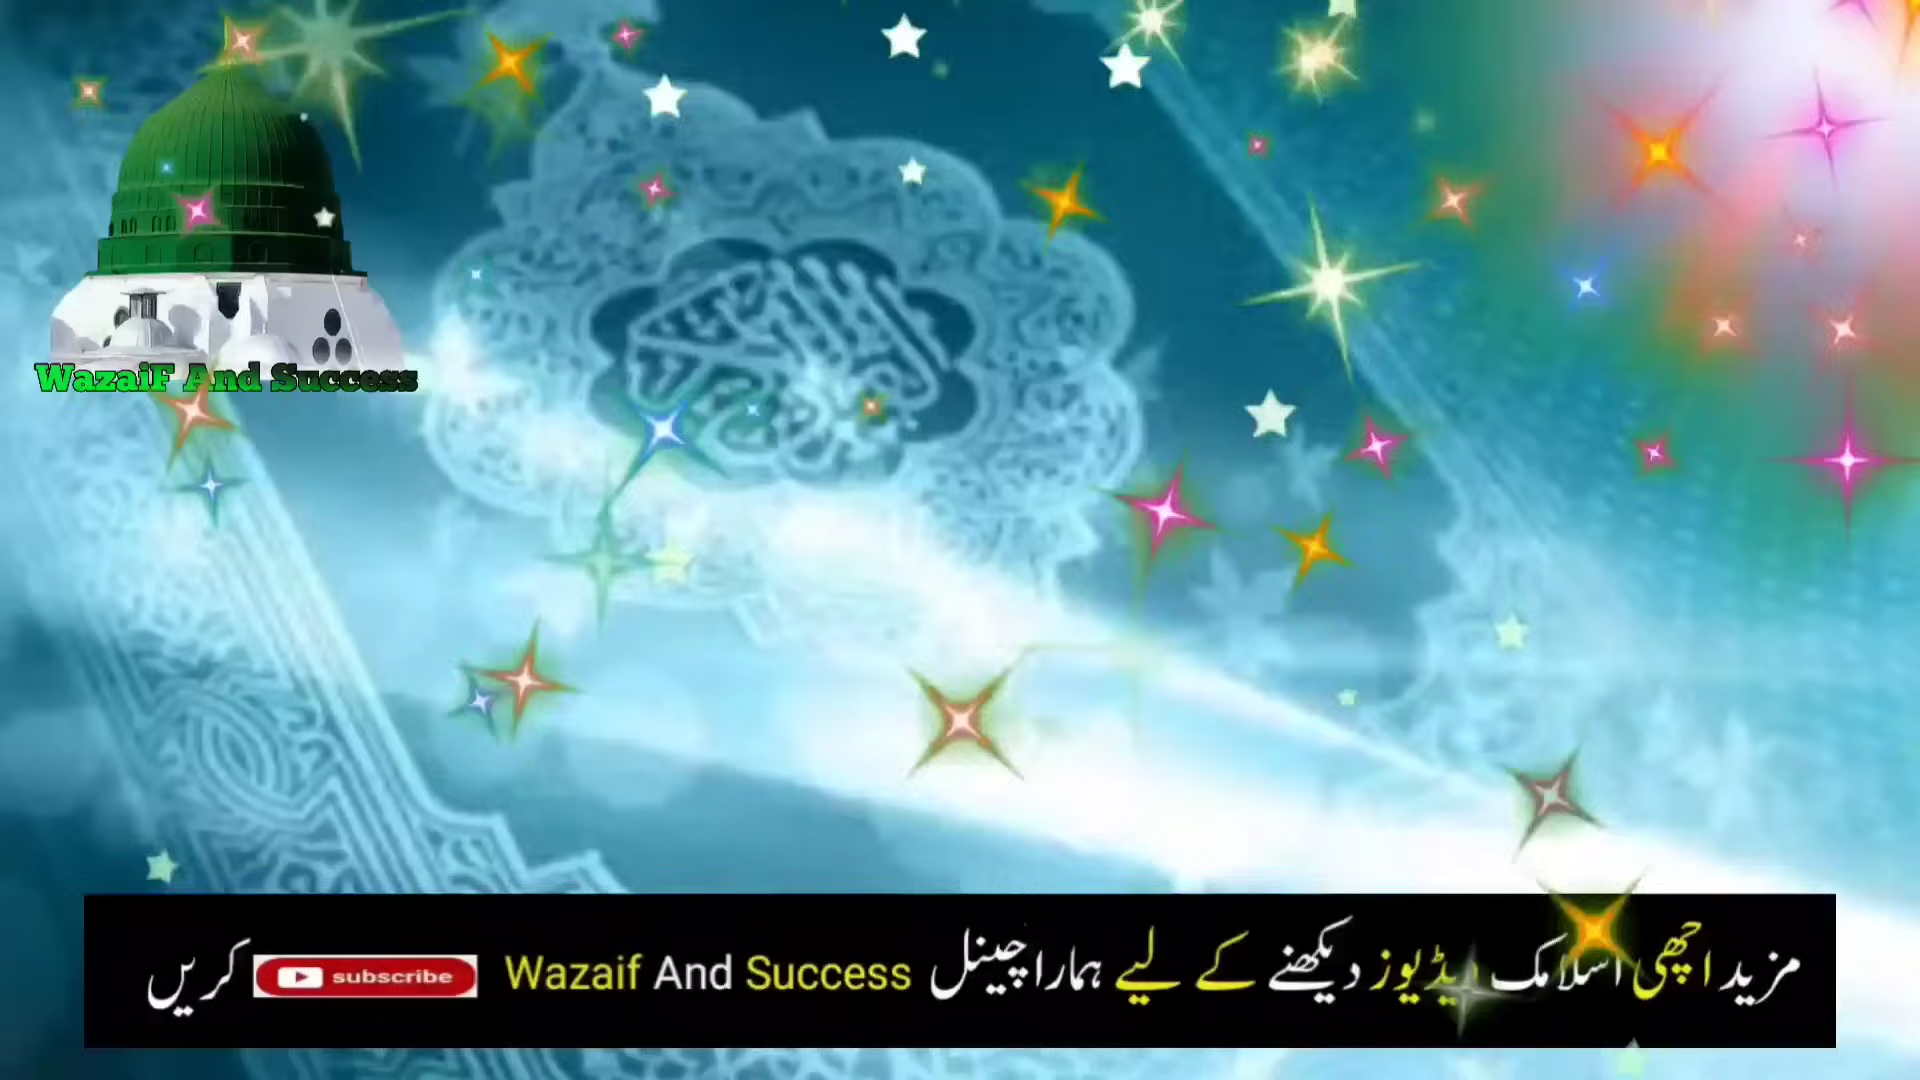 WazaiF And Success
مزید اچھی اسلامک ویڈیوز دیکھنے کے لیے ہمارا چینل Wazaif And Success subscribe کریں